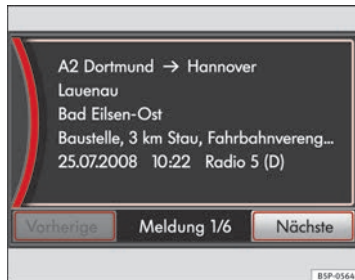 A2 Dortmund → Hannover
Lauenau
Bad Eilsen-Ost
Baustelle, 3 km Stau, Fahrbahnvereng...
25.07.2008 10:22 Radio 5 (D)
Vorherige Meldung 1/6 Nächste
B5P-0564